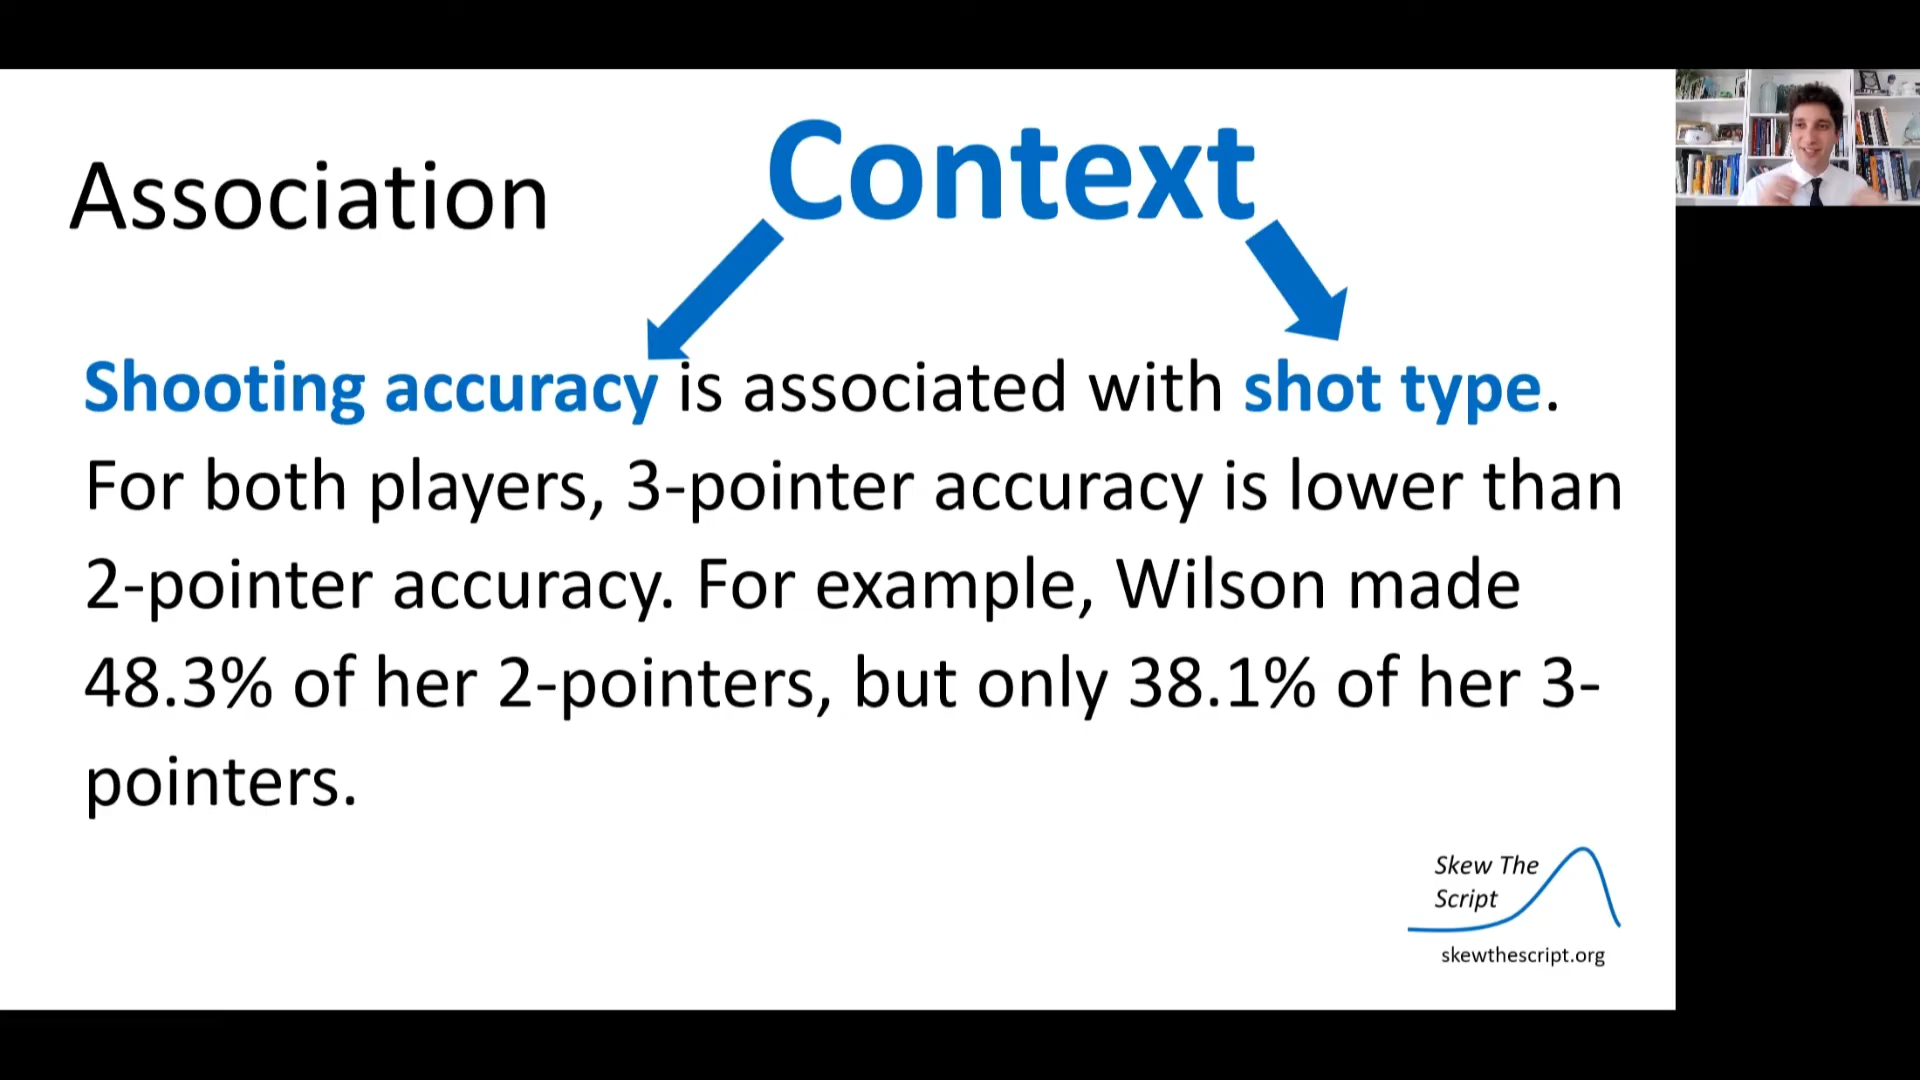 Association
Context
Shooting accuracy is associated with shot type.
For both players, 3-pointer accuracy is lower than
2-pointer accuracy. For example, Wilson made
48.3% of her 2-pointers, but only 38.1% of her 3-
pointers.
Skew The
Script
skewthescript.org